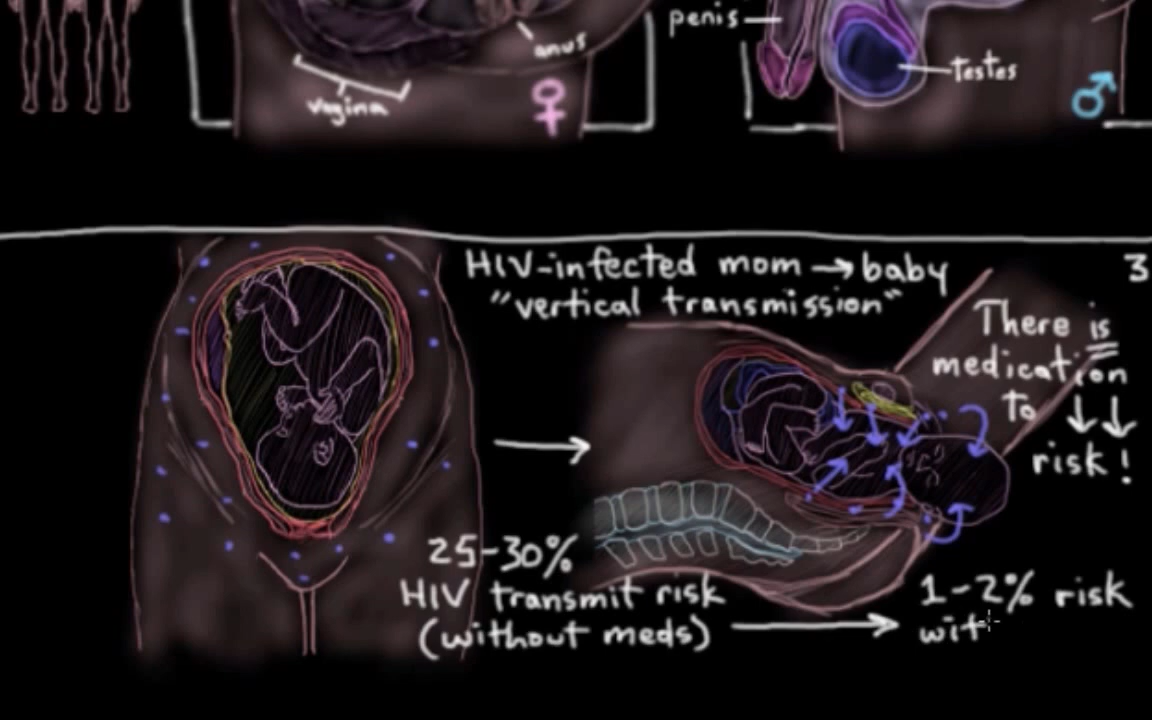 penis
anus
testes
vagina
♀
♂
HIV-infected mom → baby
"vertical transmission"
3
There is
medication
to ↓↓
risk!
25-30%
HIV transmit risk
(without meds)
1-2% risk
wit